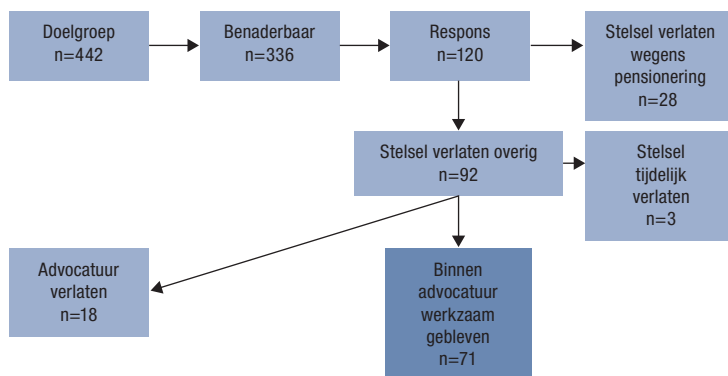 Doelgroep
n=442
Benaderbaar
n=336
Respons
n=120
Stelsel verlaten
wegens
pensionering
n=28
Stelsel verlaten overig
n=92
Stelsel
tijdelijk
verlaten
n=3
Advocatuur
verlaten
n=18
Binnen
advocatuur
werkzaam
gebleven
n=71